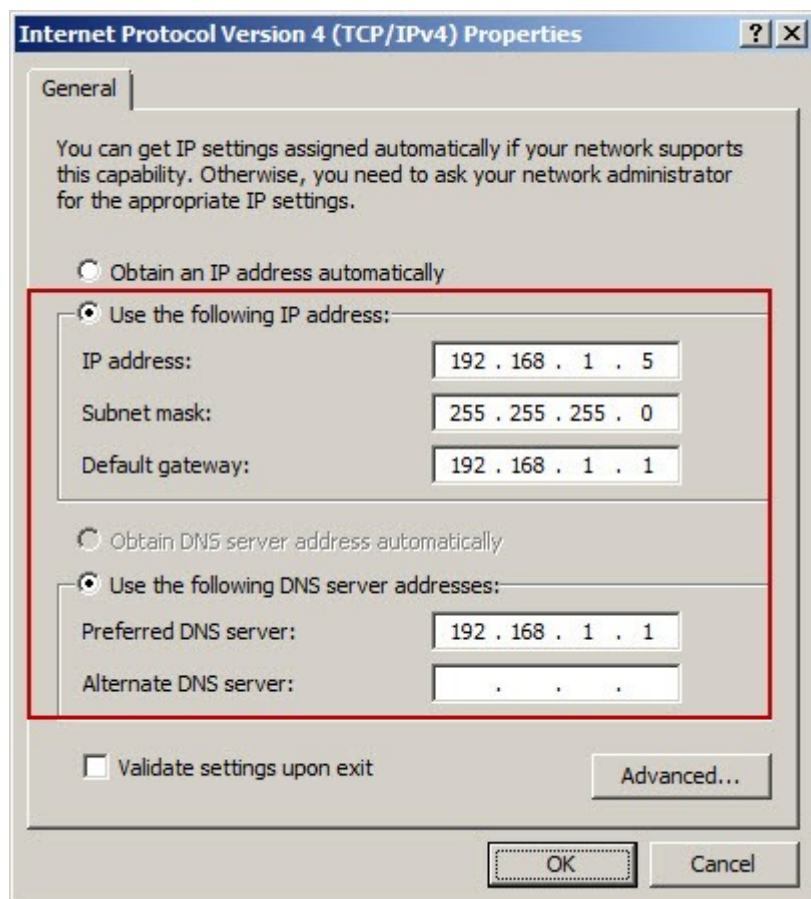 Internet Protocol Version 4 (TCP/IPv4) Properties
General
You can get IP settings assigned automatically if your network supports
this capability. Otherwise, you need to ask your network administrator
for the appropriate IP settings.
Obtain an IP address automatically
Use the following IP address:
IP address: 192 . 168 . 1 . 5
Subnet mask: 255 . 255 . 255 . 0
Default gateway: 192 . 168 . 1 . 1
Obtain DNS server address automatically
Use the following DNS server addresses:
Preferred DNS server: 192 . 168 . 1 . 1
Alternate DNS server: . . .
Validate settings upon exit
Advanced...
OK Cancel